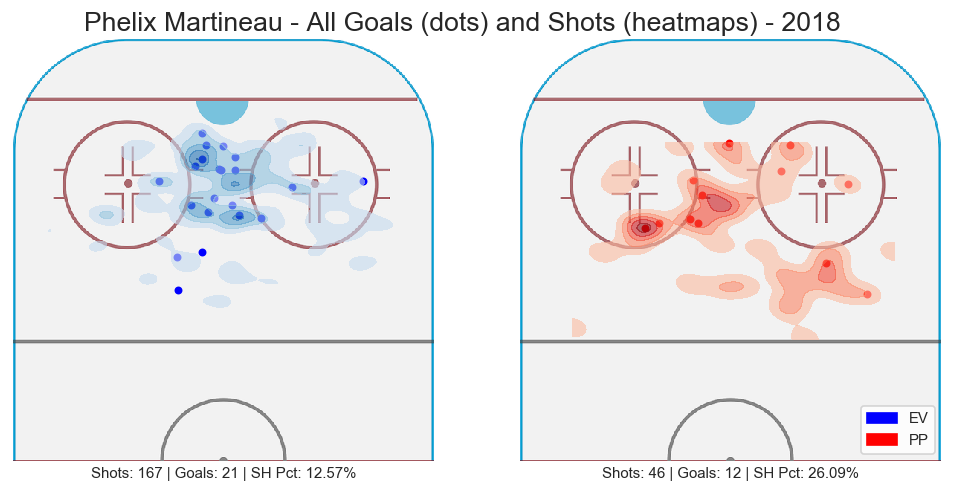 Phelix Martineau - All Goals (dots) and Shots (heatmaps) - 2018
EV
PP
Shots: 167 | Goals: 21 | SH Pct: 12.57%
Shots: 46 | Goals: 12 | SH Pct: 26.09%